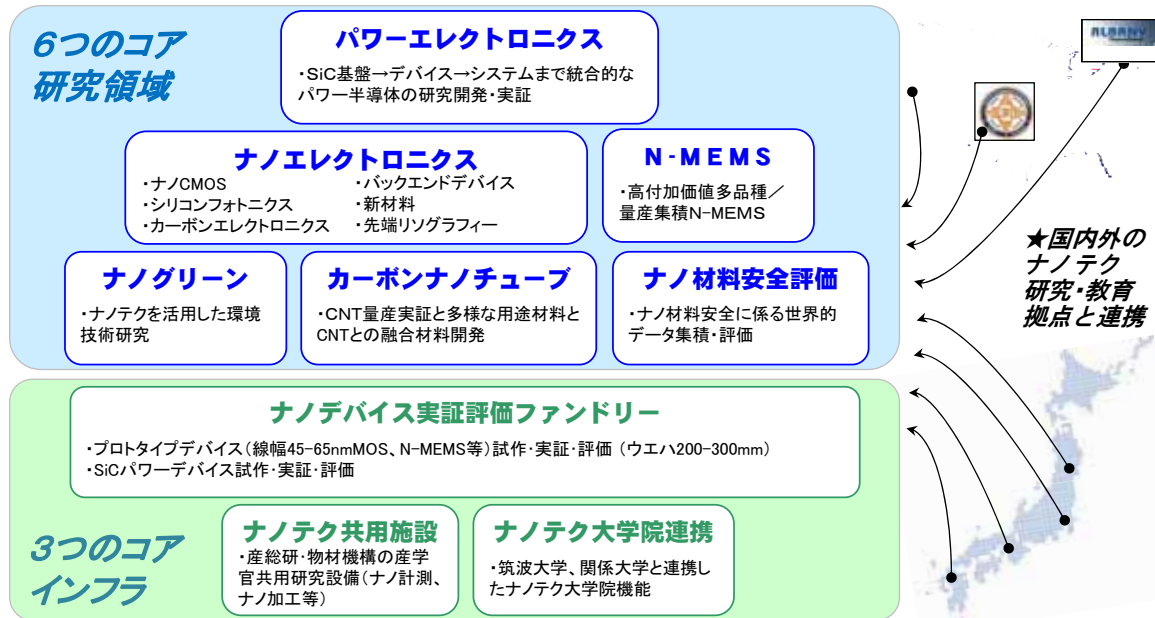 6つのコア
研究領域
パワーエレクトロニクス
・SiC基盤→デバイス→システムまで統合的な
パワー半導体の研究開発・実証
ナノエレクトロニクス
・ナノCMOS
・シリコンフォトニクス
・カーボンエレクトロニクス
・バックエンドデバイス
・新材料
・先端リソグラフィー
N-MEMS
・高付加価値多品種／
量産集積N-MEMS
ナノグリーン
・ナノテクを活用した環境
技術研究
カーボンナノチューブ
・CNT量産実証と多様な用途材料と
CNTとの融合材料開発
ナノ材料安全評価
・ナノ材料安全に係る世界的
データ集積・評価
ALBANY
★国内外の
ナノテク
研究・教育
拠点と連携
ナノデバイス実証評価ファンドリー
・プロトタイプデバイス（線幅45-65nmMOS、N-MEMS等）試作・実証・評価 （ウエハ200-300mm）
・SiCパワーデバイス試作・実証・評価
3つのコア
インフラ
ナノテク共用施設
・産総研・物材機構の産学
官共用研究設備（ナノ計測、
ナノ加工等）
ナノテク大学院連携
・筑波大学、関係大学と連携し
たナノテク大学院機能